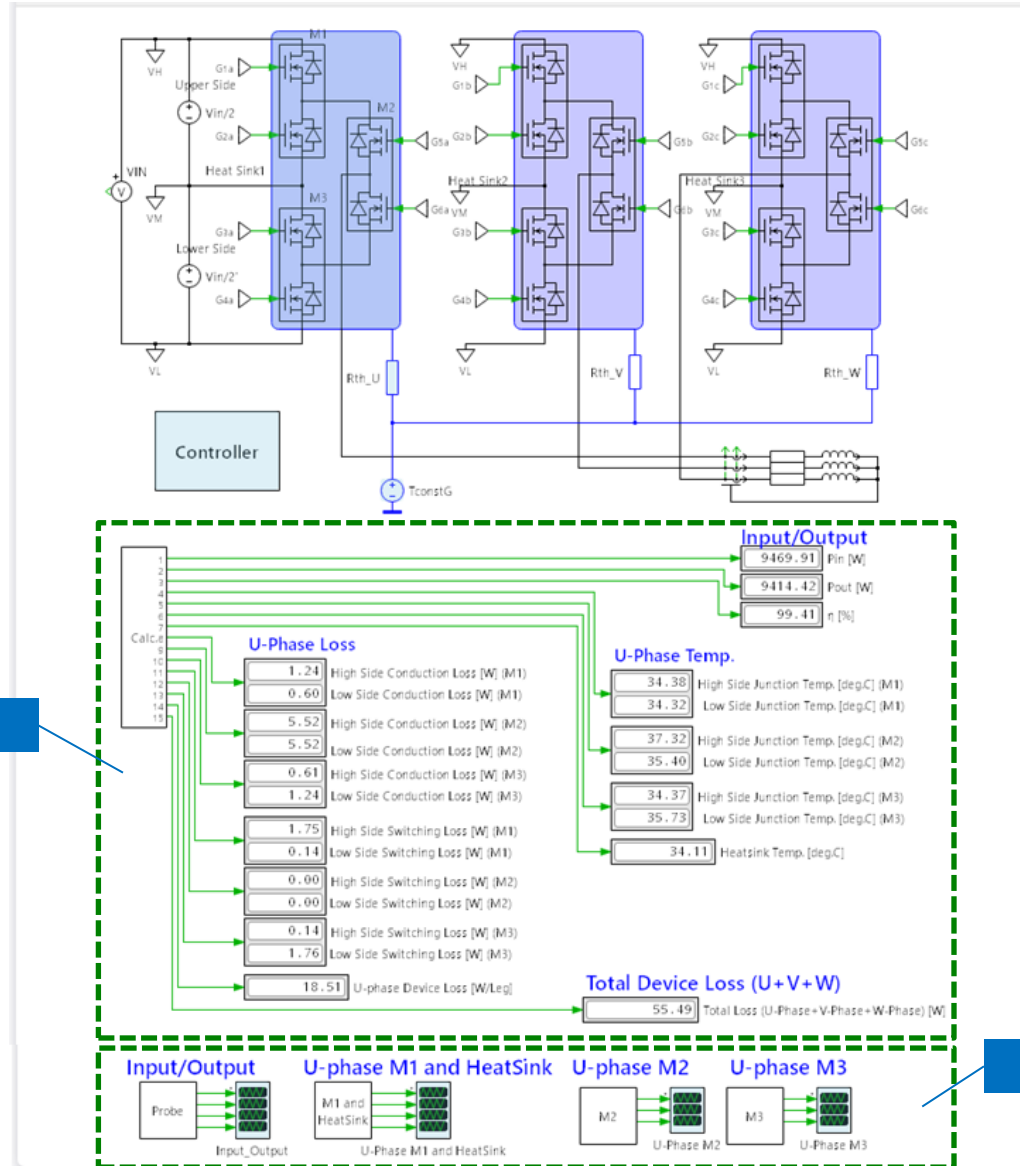 M1
VH
VH
VH
G1a
G1b
G1c
Upper Side
Vin/2
M2
G2a
G2b
G2c
G5a
G5b
G5c
VIN
V
Heat Sink1
Heat Sink2
Heat Sink3
VM
VM
VM
M3
G6a
G6b
G6c
G3a
G3b
G3c
Lower Side
Vin/2'
G4a
G4b
G4c
VL
VL
VL
Rth_U
Rth_V
Rth_W
Controller
TconstG
Input/Output
9469.91 Pin [W]
9414.42 Pout [W]
99.41 η [%]
1
2
3
4
5
6
7
Calc.8
9
10
11
12
13
14
15
U-Phase Loss
1.24 High Side Conduction Loss [W] (M1)
0.60 Low Side Conduction Loss [W] (M1)
5.52 High Side Conduction Loss [W] (M2)
5.52 Low Side Conduction Loss [W] (M2)
0.61 High Side Conduction Loss [W] (M3)
1.24 Low Side Conduction Loss [W] (M3)
1.75 High Side Switching Loss [W] (M1)
0.14 Low Side Switching Loss [W] (M1)
0.00 High Side Switching Loss [W] (M2)
0.00 Low Side Switching Loss [W] (M2)
0.14 High Side Switching Loss [W] (M3)
1.76 Low Side Switching Loss [W] (M3)
18.51 U-phase Device Loss [W/Leg]
U-Phase Temp.
34.38 High Side Junction Temp. [deg.C] (M1)
34.32 Low Side Junction Temp. [deg.C] (M1)
37.32 High Side Junction Temp. [deg.C] (M2)
35.40 Low Side Junction Temp. [deg.C] (M2)
34.37 High Side Junction Temp. [deg.C] (M3)
35.73 Low Side Junction Temp. [deg.C] (M3)
34.11 Heatsink Temp. [deg.C]
Total Device Loss (U+V+W)
55.49 Total Loss (U-Phase+V-Phase+W-Phase) [W]
Input/Output
Probe
Input_Output
U-phase M1 and HeatSink
M1 and
HeatSink
U-Phase M1 and HeatSink
U-phase M2
M2
U-Phase M2
U-phase M3
M3
U-Phase M3